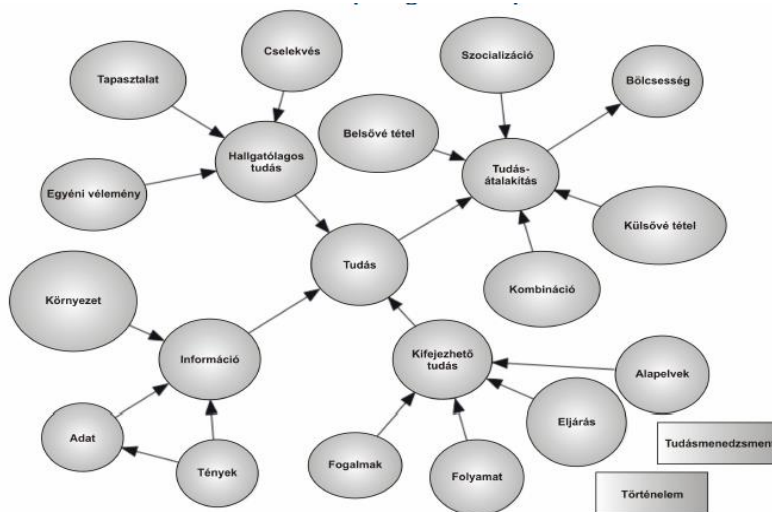 Cselekvés
Szocializáció
Tapasztalat
Bölcsesség
Belsővé tétel
Hallgatólagos
tudás
Tudás-
átalakítás
Egyéni vélemény
Külsővé tétel
Tudás
Kombináció
Környezet
Információ
Kifejezhető
tudás
Alapelvek
Eljárás
Adat
Tudásmenedzsment
Tények
Fogalmak
Folyamat
Történelem